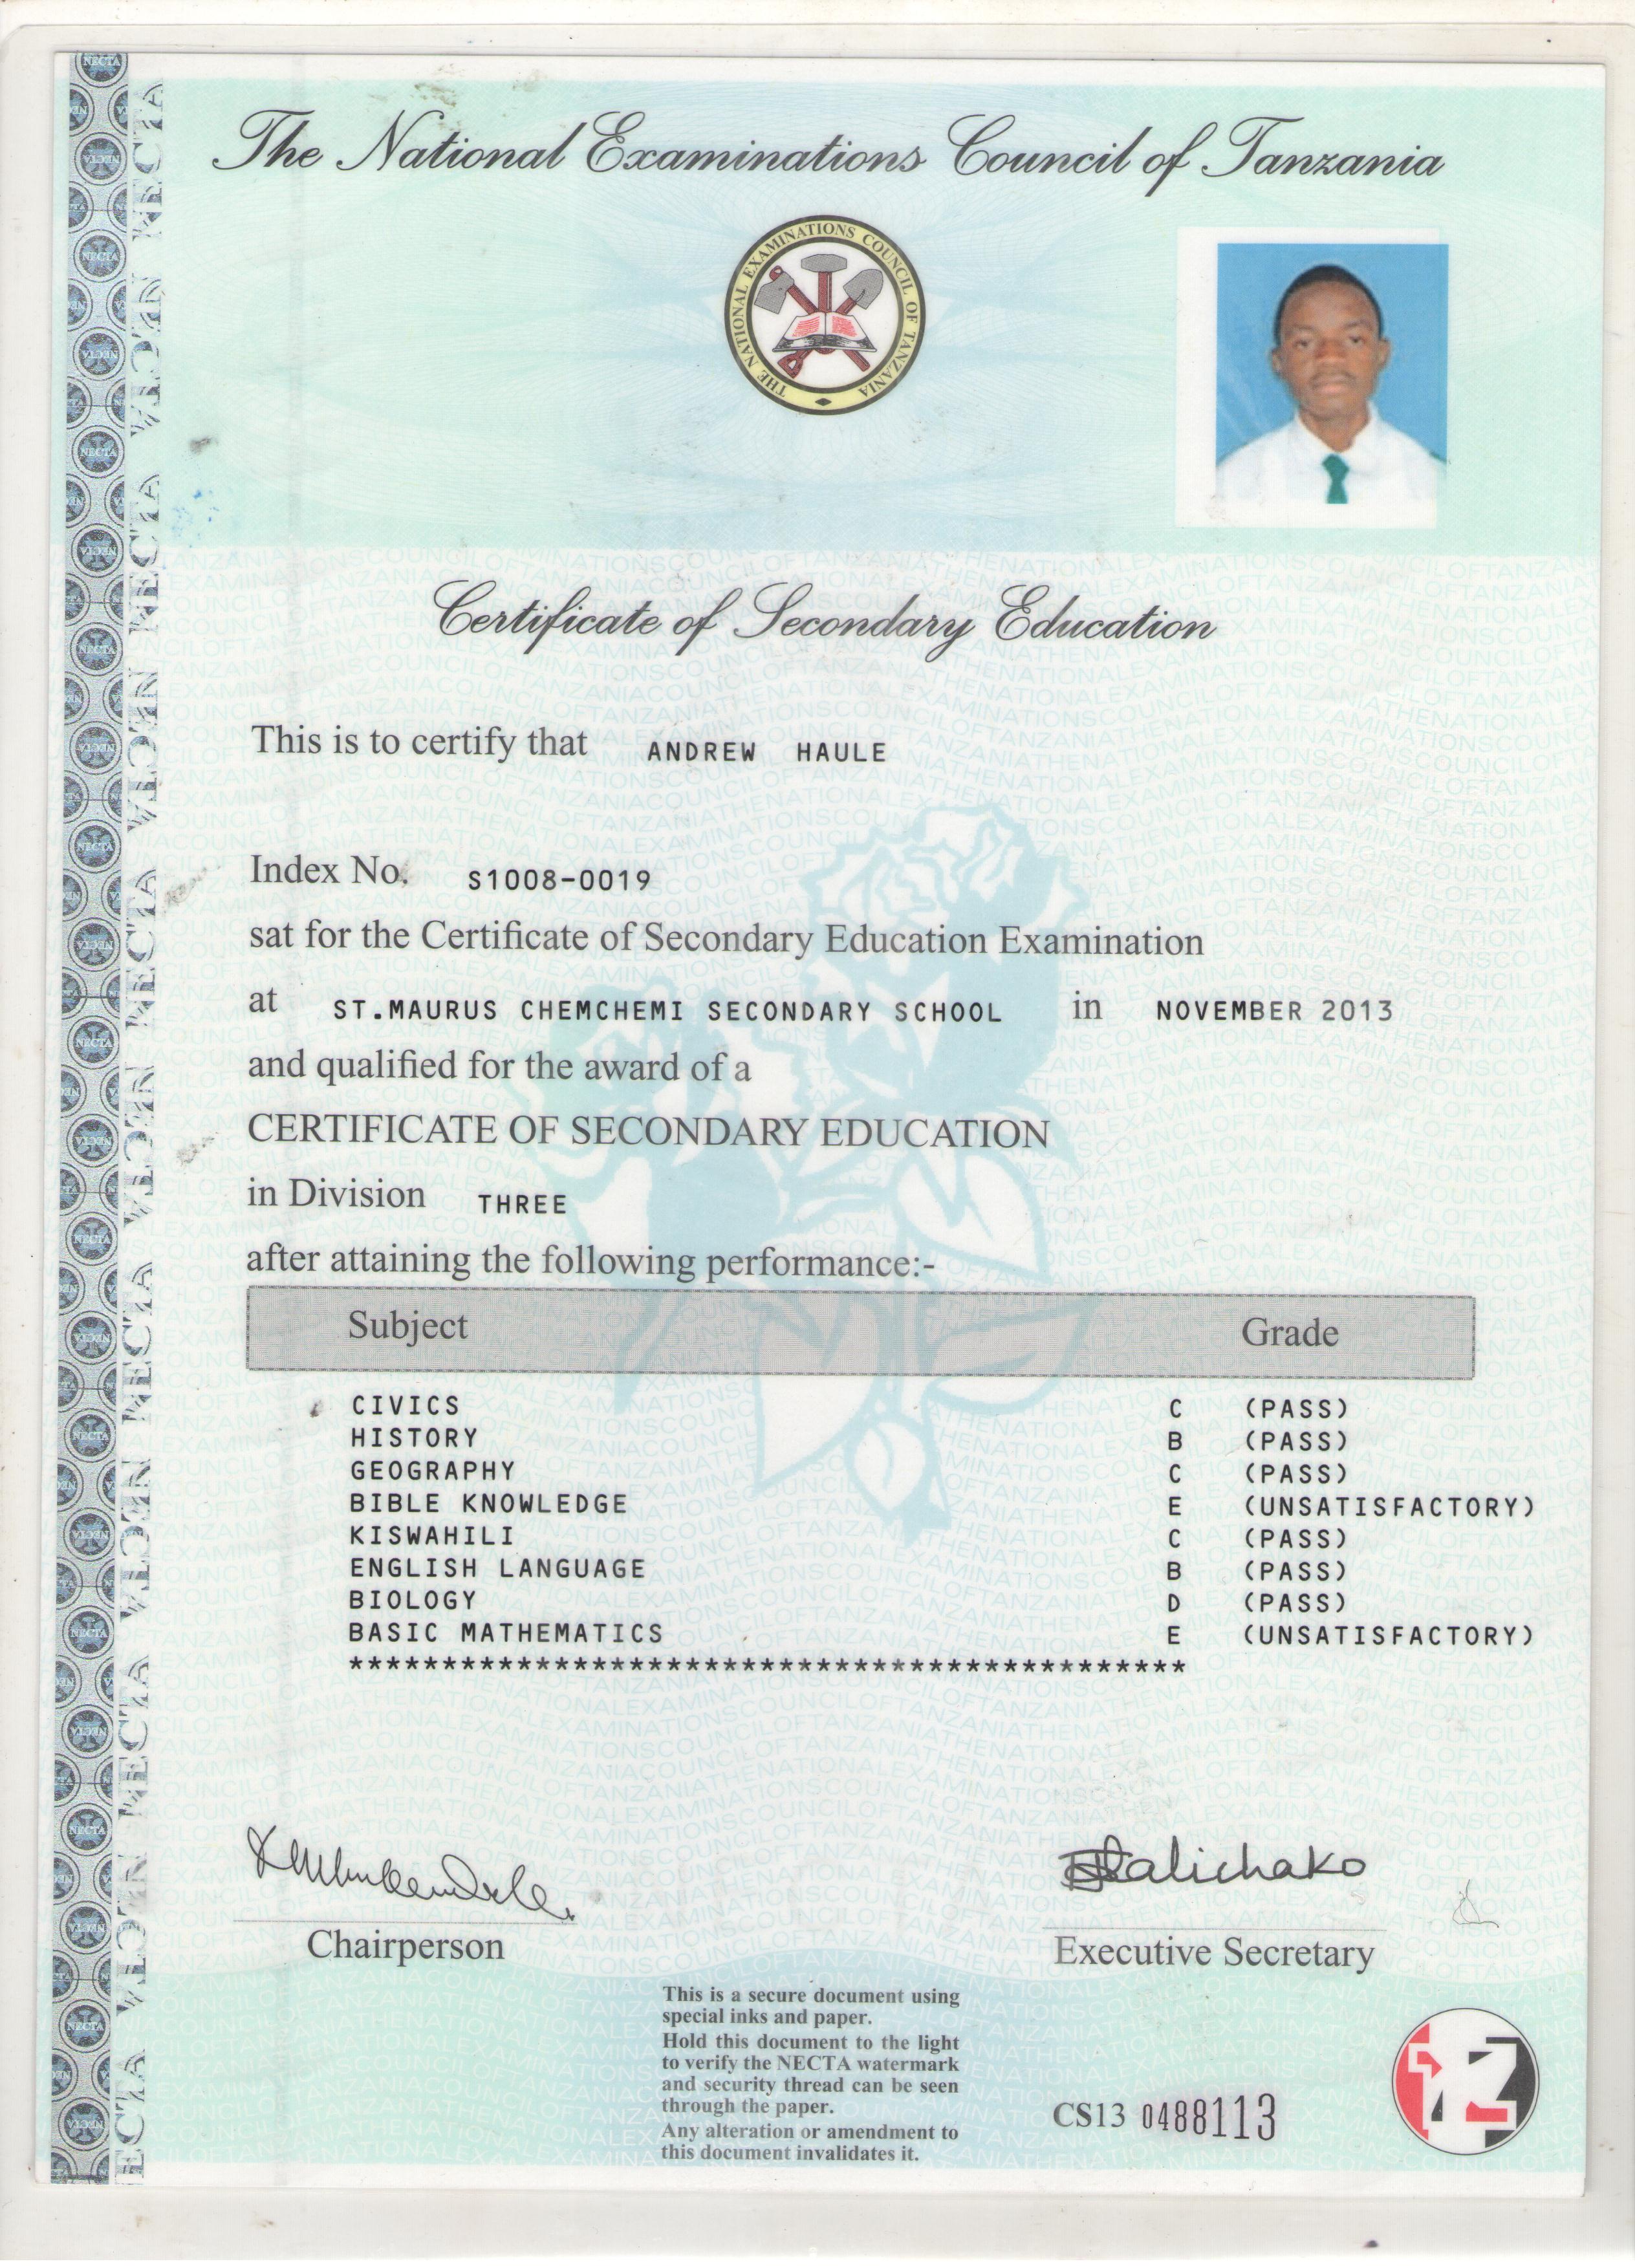 The National Examinations Council of Tanzania
THE NATIONAL EXAMINATIONS COUNCIL OF TANZANIA
Certificate of Secondary Education
This is to certify that ANDREW HAULE
Index No. S1008-0019
sat for the Certificate of Secondary Education Examination
at ST.MAURUS CHEMCHEMI SECONDARY SCHOOL in NOVEMBER 2013
and qualified for the award of a
CERTIFICATE OF SECONDARY EDUCATION
in Division THREE
after attaining the following performance:-
Subject Grade
CIVICS C (PASS)
HISTORY B (PASS)
GEOGRAPHY C (PASS)
BIBLE KNOWLEDGE E (UNSATISFACTORY)
KISWAHILI C (PASS)
ENGLISH LANGUAGE B (PASS)
BIOLOGY D (PASS)
BASIC MATHEMATICS E (UNSATISFACTORY)
*********************************************
Chairperson
Executive Secretary
This is a secure document using
special inks and paper.
Hold this document to the light
to verify the NECTA watermark
and security thread can be seen
through the paper.
Any alteration or amendment to
this document invalidates it.
CS13 0488113
NECTA